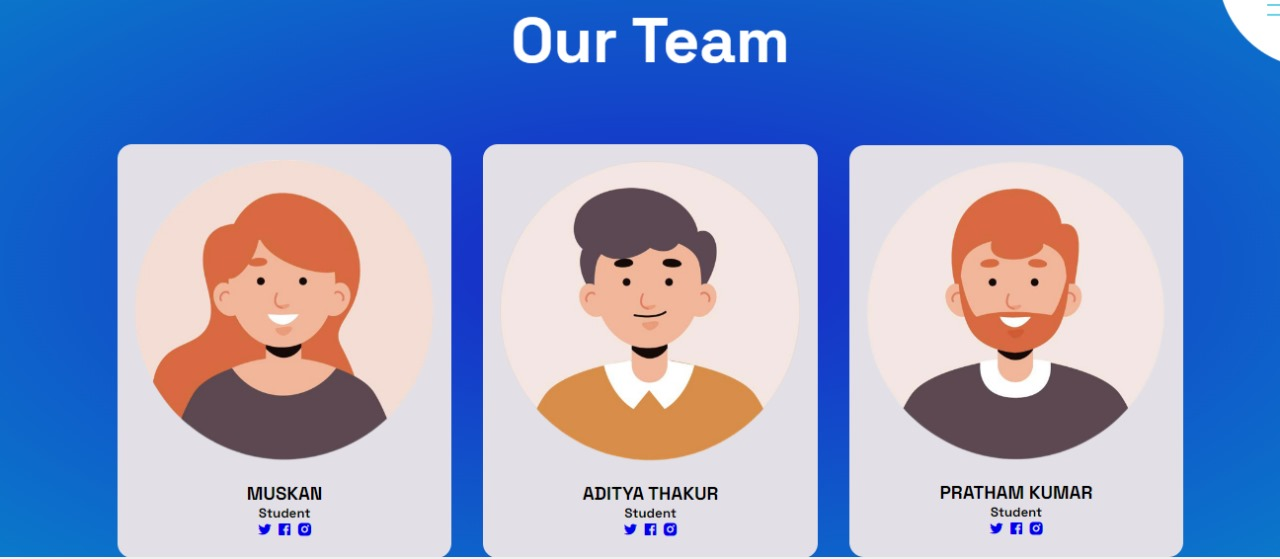 Our Team
MUSKAN
Student
ADITYA THAKUR
Student
PRATHAM KUMAR
Student